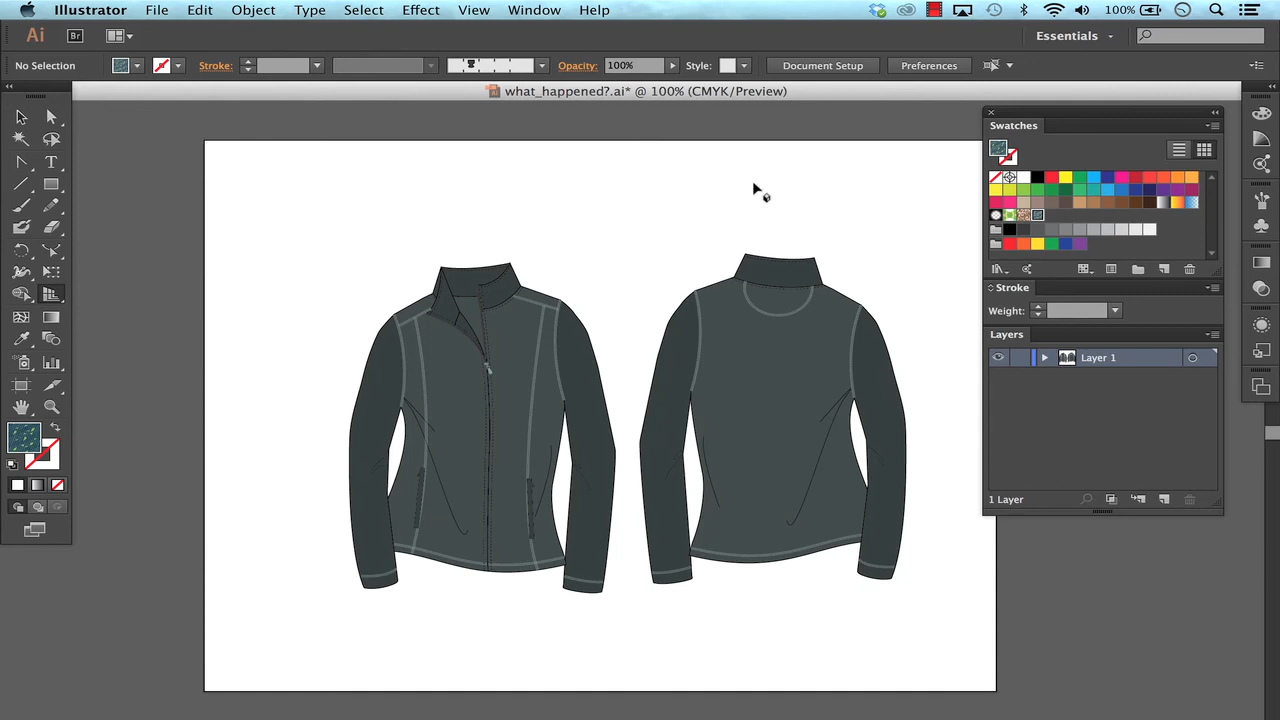 Illustrator File Edit Object Type Select Effect View Window Help 100%
Ai Br Essentials
No Selection Stroke: Opacity: 100% Style: Document Setup Preferences
what_happened?.ai* @ 100% (CMYK/Preview)
Swatches
Stroke
Weight:
Layers
Layer 1
1 Layer
T